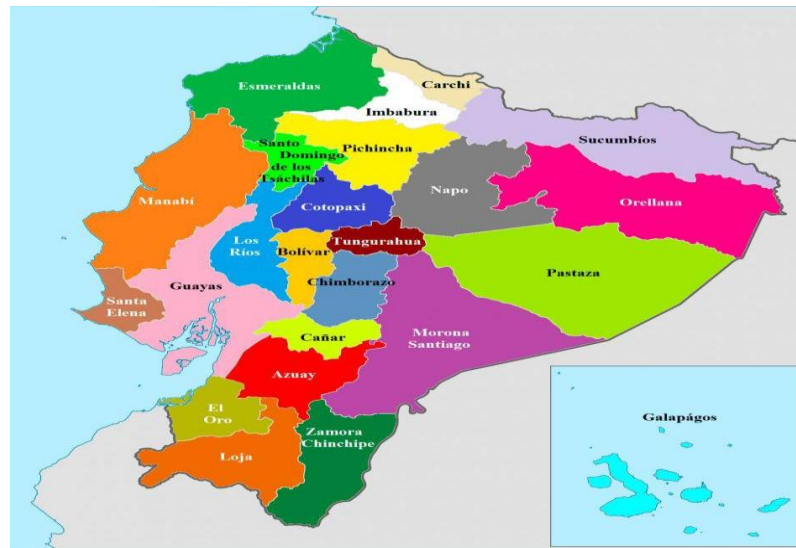 Esmeraldas
Carchi
Imbabura
Sucumbíos
Santo
Domingo
de los
Tsáchilas
Pichincha
Napo
Orellana
Manabí
Cotopaxi
Los
Ríos
Bolívar
Tungurahua
Pastaza
Guayas
Santa
Elena
Chimborazo
Cañar
Morona
Santiago
Azuay
El
Oro
Loja
Zamora
Chinchipe
Galapágos